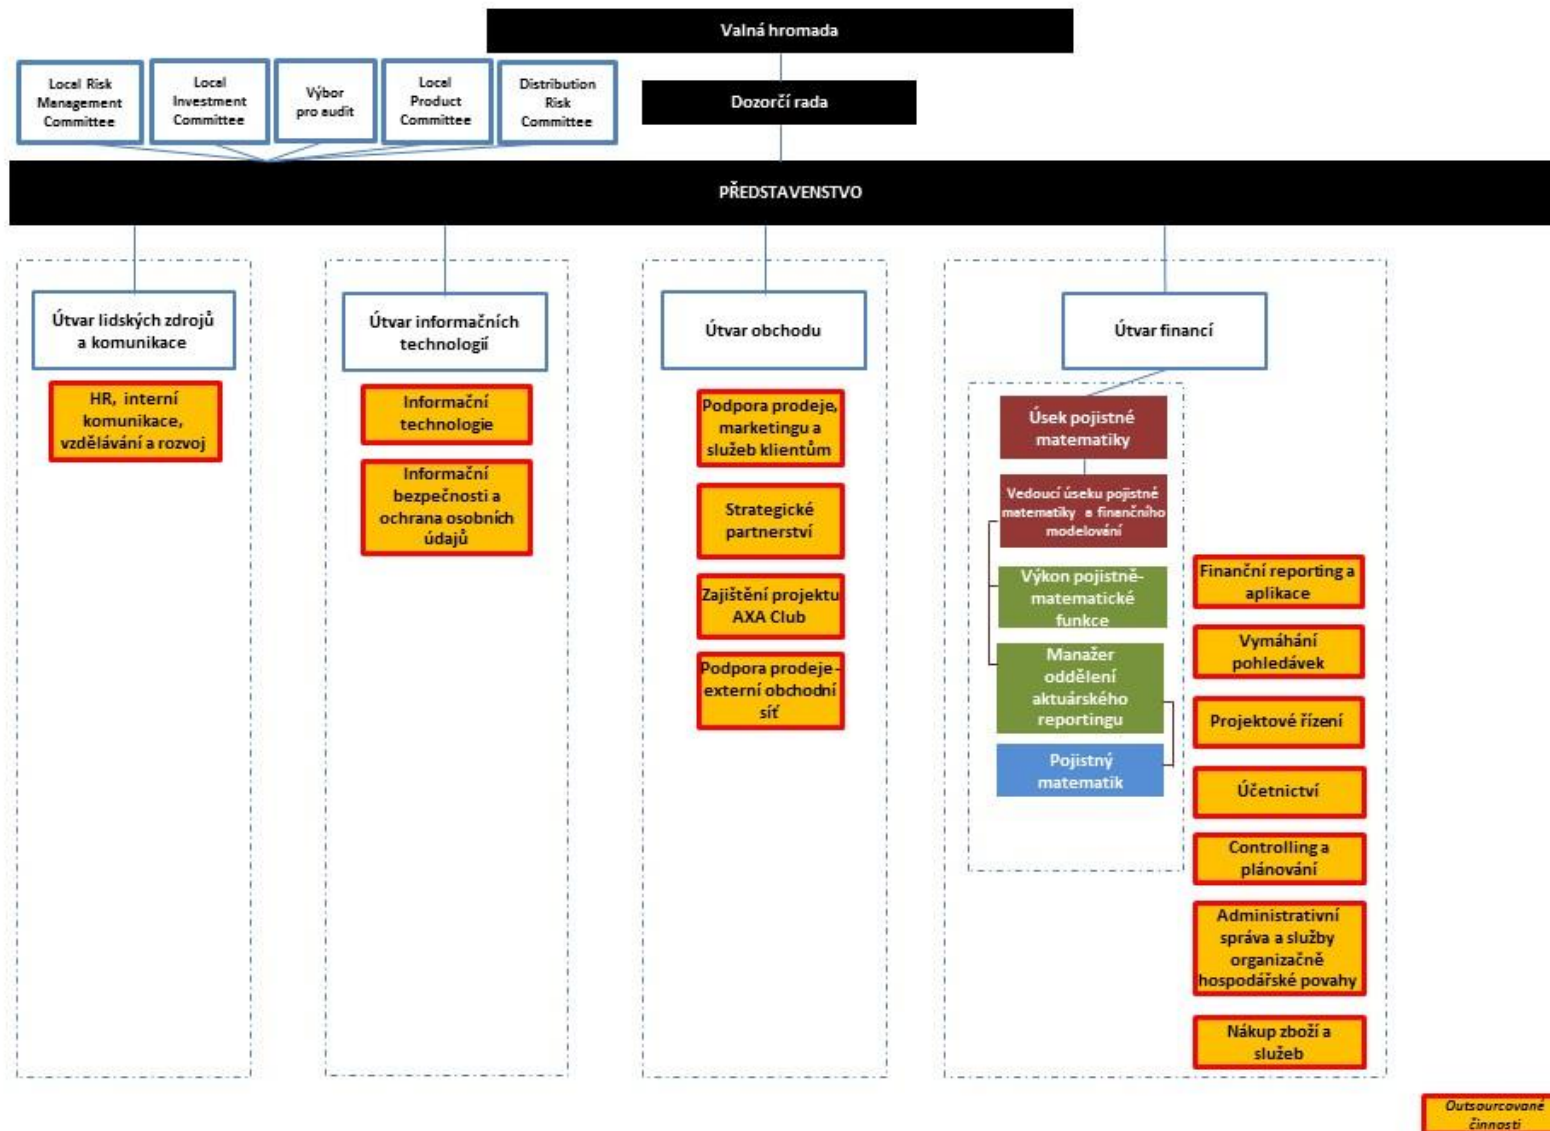 Valná hromada
Local Risk
Management
Committee
Local
Investment
Committee
Výbor
pro audit
Local
Product
Committee
Distribution
Risk
Committee
Dozorčí rada
PŘEDSTAVENSTVO
Útvar lidských zdrojů
a komunikace
HR, interní
komunikace,
vzdělávání a rozvoj
Útvar informačních
technologií
Informační
technologie
Informační
bezpečnosti a
ochrana osobních
údajů
Útvar obchodu
Podpora prodeje,
marketingu a
služeb klientům
Strategické
partnerství
Zajištění projektu
AXA Club
Podpora prodeje -
externí obchodní
síť
Útvar financí
Úsek pojistné
matematiky
Vedoucí úseku pojistné
matematiky a finančního
modelování
Výkon pojistně-
matematické
funkce
Manažer
oddělení
aktuárského
reportingu
Pojistný
matematik
Finanční reporting a
aplikace
Vymáhání
pohledávek
Projektové řízení
Účetnictví
Controlling a
plánování
Administrativní
správa a služby
organizačně
hospodářské povahy
Nákup zboží a
služeb
Outsourcované
činnosti